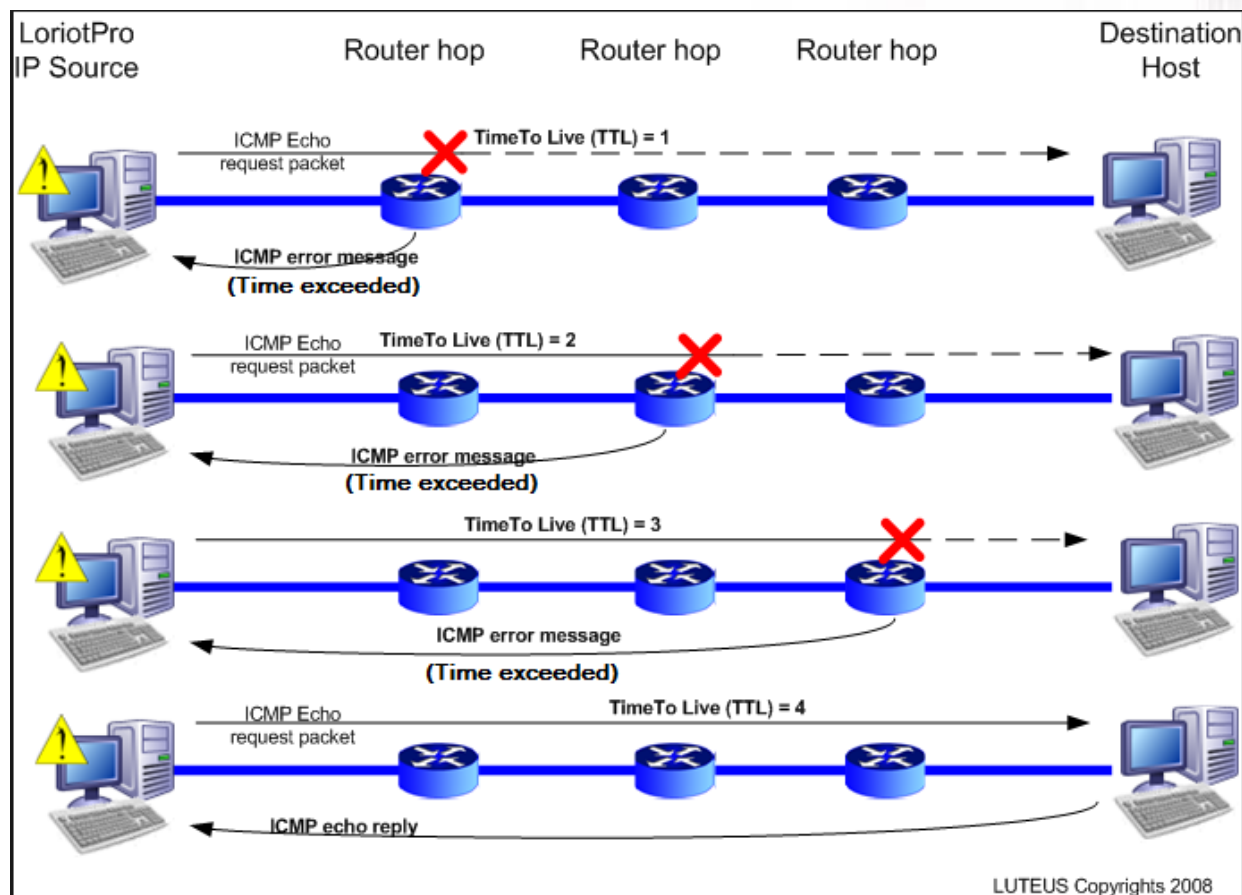 LoriotPro
IP Source
Router hop
Router hop
Router hop
Destination
Host
ICMP Echo
request packet
TimeTo Live (TTL) = 1
ICMP error message
(Time exceeded)
ICMP Echo
request packet
TimeTo Live (TTL) = 2
ICMP error message
(Time exceeded)
TimeTo Live (TTL) = 3
ICMP error message
(Time exceeded)
ICMP Echo
request packet
TimeTo Live (TTL) = 4
ICMP echo reply
LUTEUS Copyrights 2008